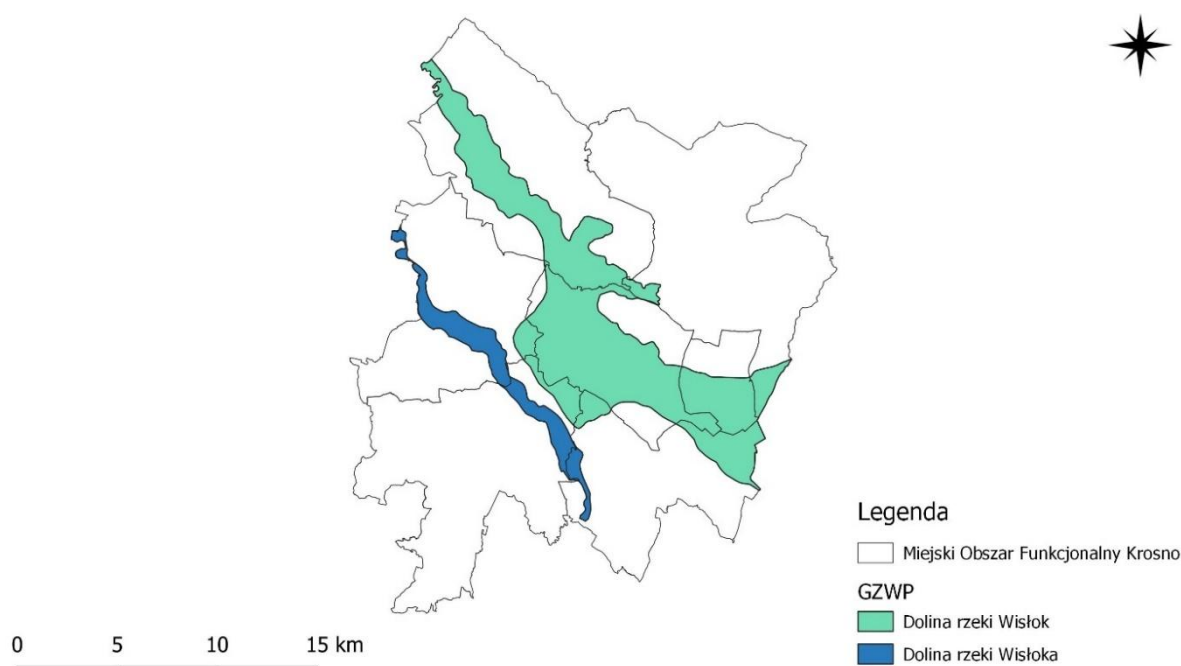 Legenda
Miejski Obszar Funkcjonalny Krosno
GZWP
Dolina rzeki Wisłok
Dolina rzeki Wisłoka
0 5 10 15 km